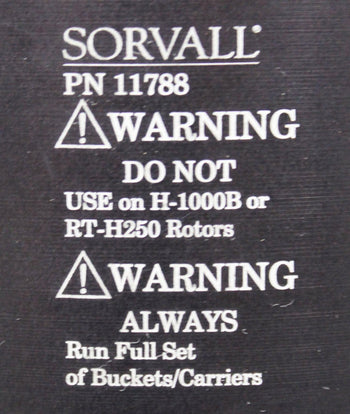 SORVALL®
PN 11788
⚠WARNING
DO NOT
USE on H-1000B or
RT-H250 Rotors
⚠WARNING
ALWAYS
Run Full Set
of Buckets/Carriers